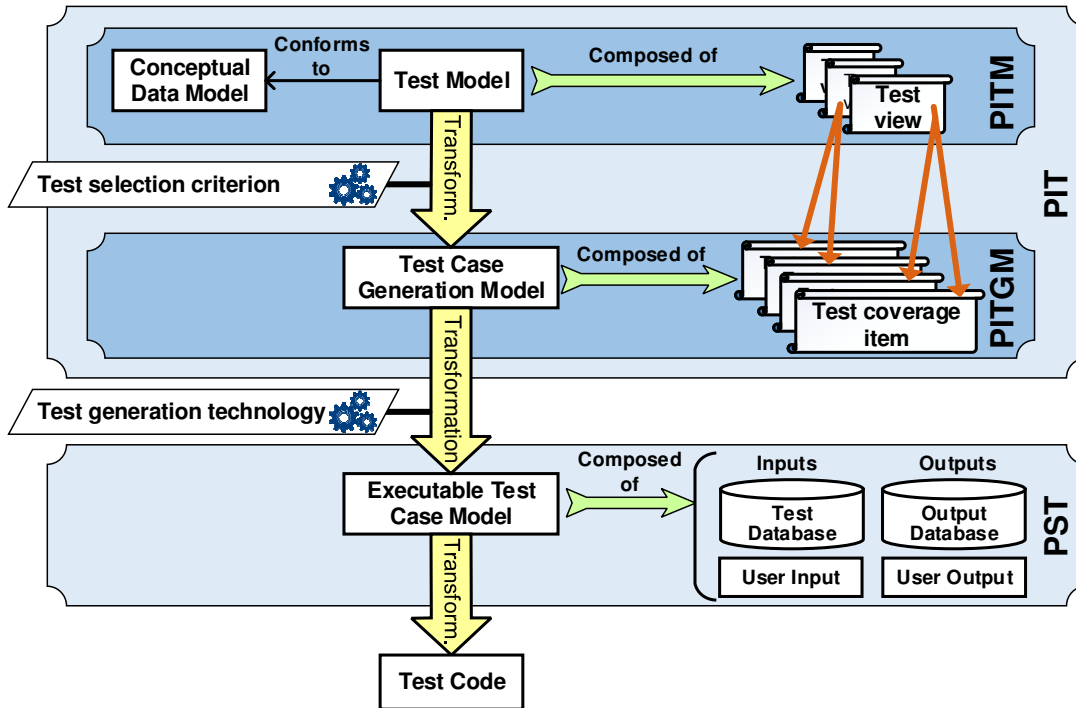 Conceptual
Data Model
Conforms
to
Test Model
Composed of
Test
view
PITM
Transform.
Test selection criterion
PIT
Test Case
Generation Model
Composed of
Test coverage
item
PITGM
Test generation technology
Transformation
Executable Test
Case Model
Composed
of
Inputs
Outputs
Test
Database
Output
Database
User Input
User Output
PST
Transform.
Test Code